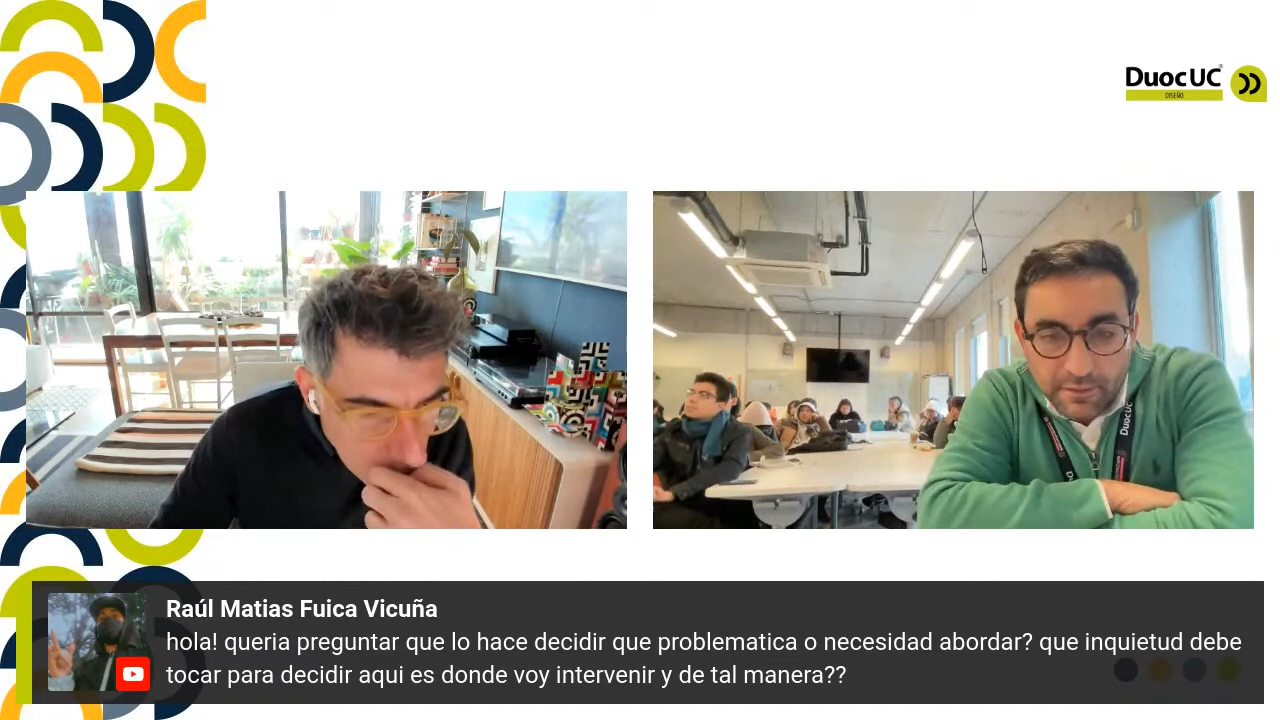 DuocUC
DISEÑO
DuocUC
Raúl Matias Fuica Vicuña
hola! queria preguntar que lo hace decidir que problematica o necesidad abordar? que inquietud debe
tocar para decidir aqui es donde voy intervenir y de tal manera??